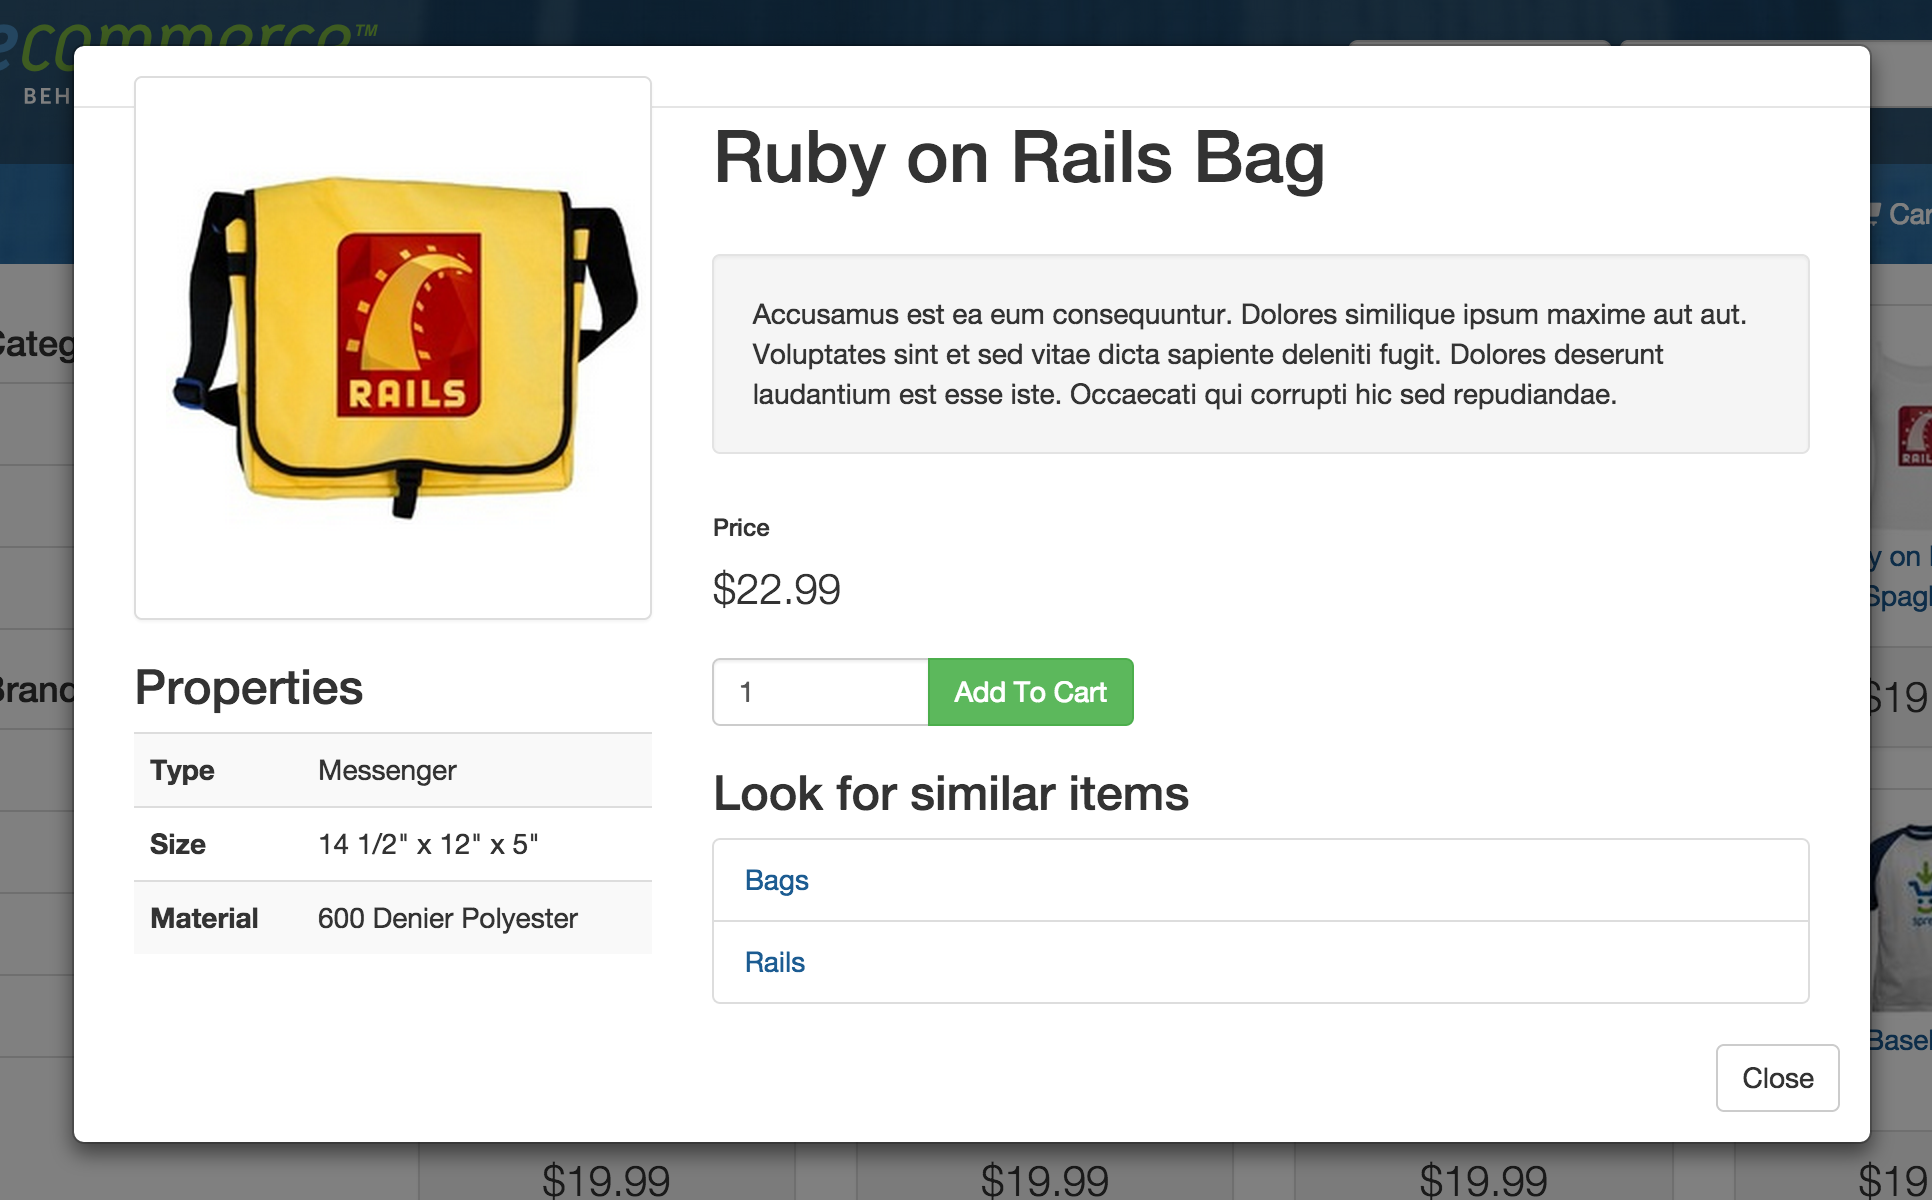 ecommerce™
BEH
Car
Categ
Brand
Ruby on Rails Bag
RAILS
Accusamus est ea eum consequuntur. Dolores similique ipsum maxime aut aut.
Voluptates sint et sed vitae dicta sapiente deleniti fugit. Dolores deserunt
laudantium est esse iste. Occaecati qui corrupti hic sed repudiandae.
Price
$22.99
1
Add To Cart
Properties
Type Messenger
Size 14 1/2" x 12" x 5"
Material 600 Denier Polyester
Look for similar items
Bags
Rails
Close
RAIL
y on
Spagh
$19
spre
Baseb
$19.99
$19.99
$19.99
$19